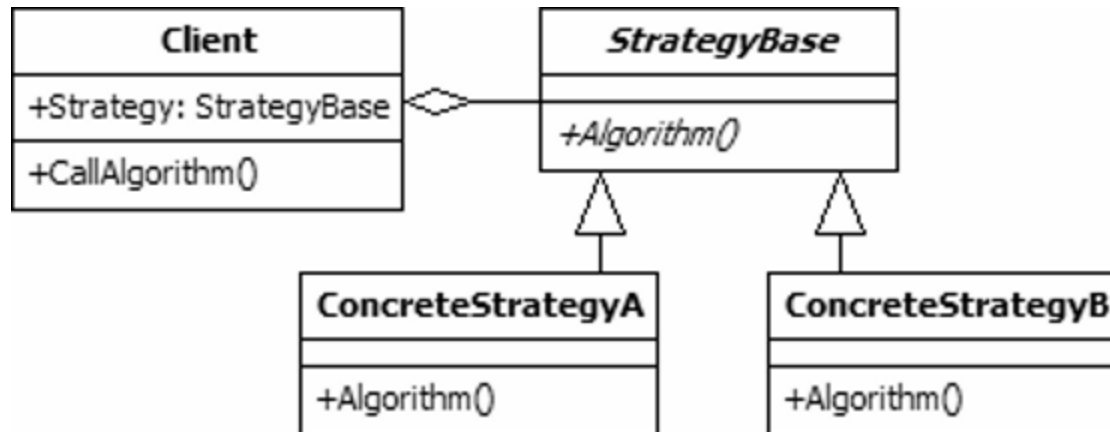 Client
+Strategy: StrategyBase
+CallAlgorithm()
StrategyBase
+Algorithm()
ConcreteStrategyA
+Algorithm()
ConcreteStrategyB
+Algorithm()